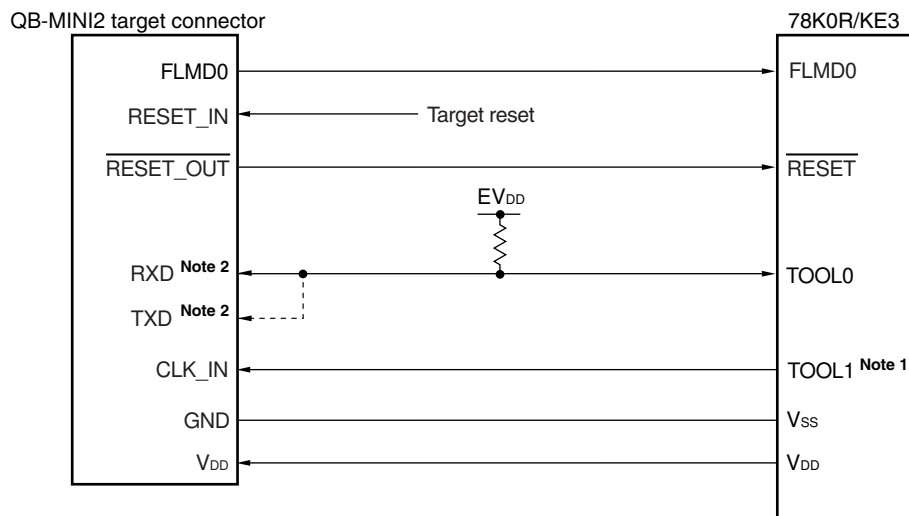 QB-MINI2 target connector
78K0R/KE3
FLMD0
FLMD0
RESET_IN
Target reset
RESET_OUT
RESET
EVDD
RXD Note 2
TOOL0
TXD Note 2
CLK_IN
TOOL1 Note 1
GND
VSS
VDD
VDD